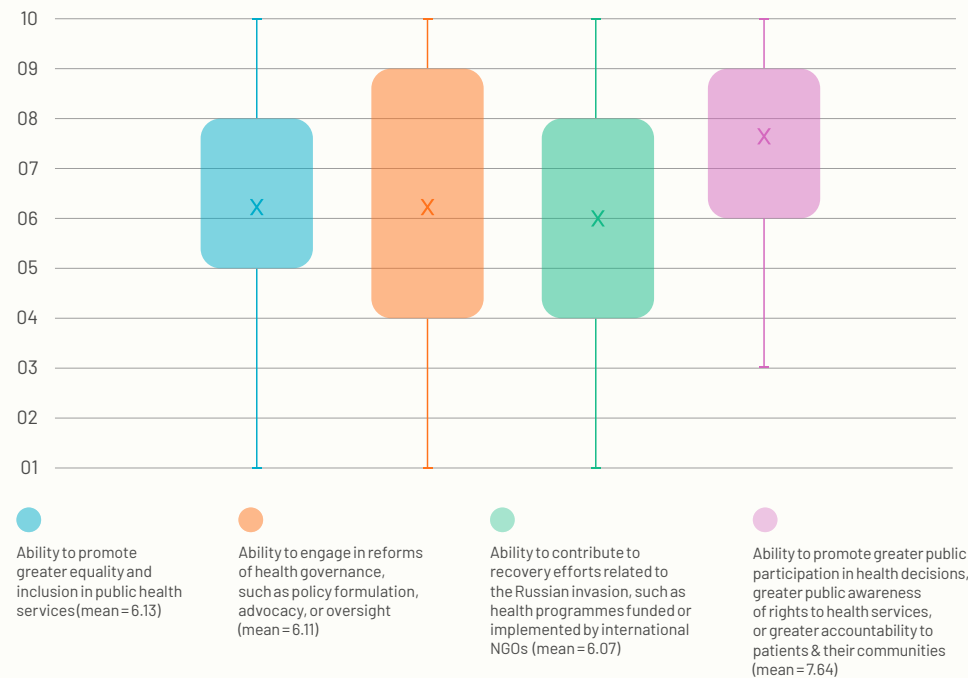 10
09
08
07
06
05
04
03
02
01
X
X
X
X
Ability to promote
greater equality and
inclusion in public health
services (mean = 6.13)
Ability to engage in reforms
of health governance,
such as policy formulation,
advocacy, or oversight
(mean = 6.11)
Ability to contribute to
recovery efforts related to
the Russian invasion, such as
health programmes funded or
implemented by international
NGOs (mean = 6.07)
Ability to promote greater public
participation in health decisions,
greater public awareness
of rights to health services,
or greater accountability to
patients & their communities
(mean = 7.64)